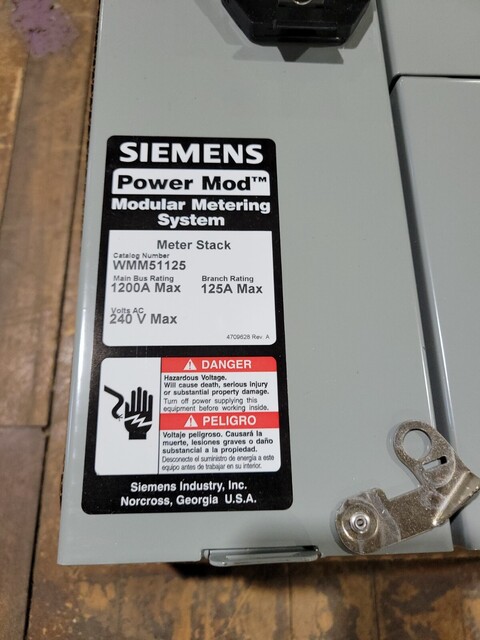 SIEMENS
Power Mod™
Modular Metering
System
Meter Stack
Catalog Number
WMM51125
Main Bus Rating Branch Rating
1200A Max 125A Max
Volts AC
240 V Max
4709628 Rev. A
DANGER
Hazardous Voltage.
Will cause death, serious injury
or substantial property damage.
Turn off power supplying this
equipment before working inside.
PELIGRO
Voltaje peligroso. Causará la
muerte, lesiones graves o daño
substancial a la propiedad.
Desconecte el suministro de energía a este
equipo antes de trabajar en su interior.
Siemens Industry, Inc.
Norcross, Georgia U.S.A.